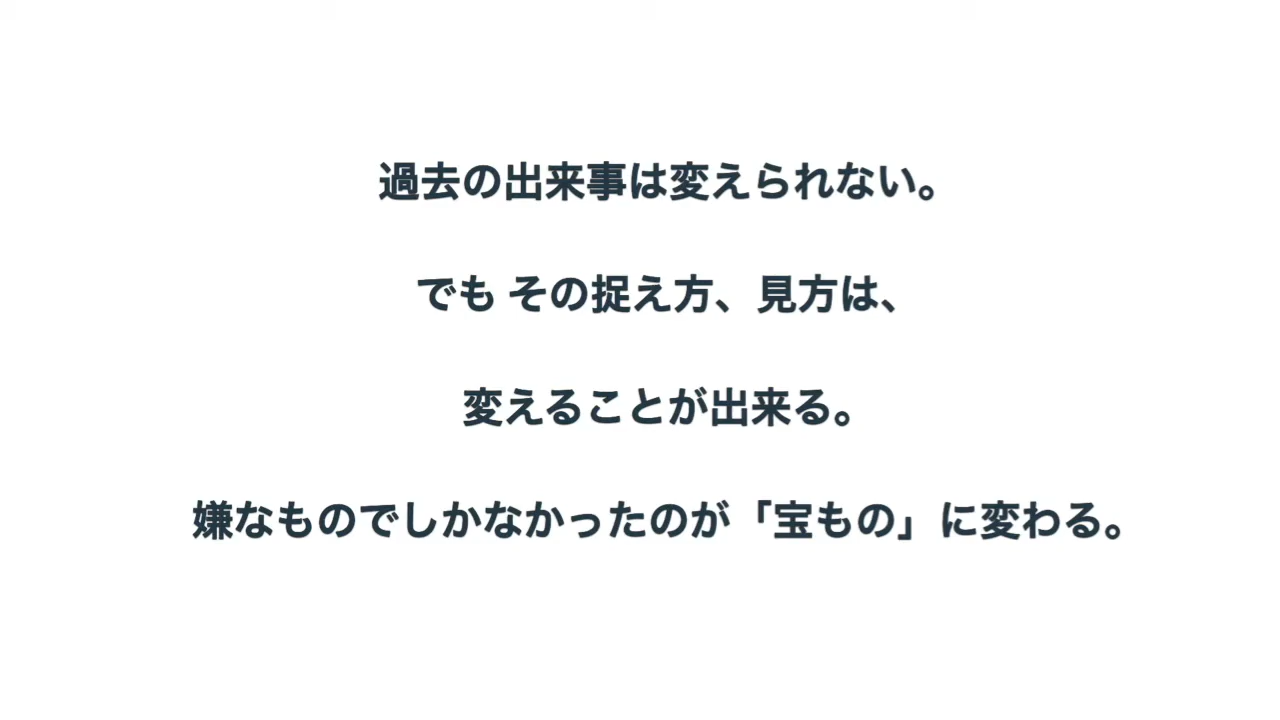 過去の出来事は変えられない。
でも その捉え方、見方は、
変えることが出来る。
嫌なものでしかなかったのが「宝もの」に変わる。